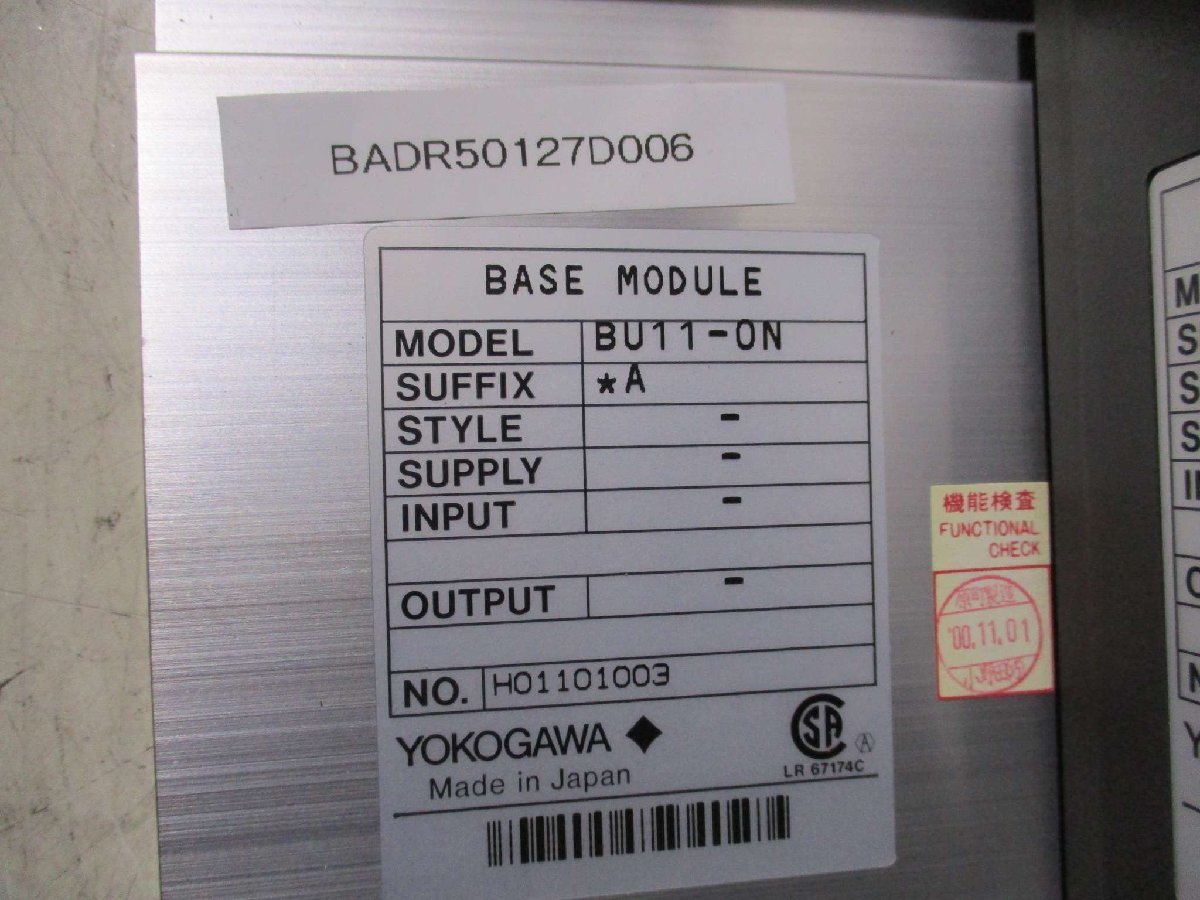 BADR50127D006
BASE MODULE
MODEL BU11-0N
SUFFIX *A
STYLE -
SUPPLY -
INPUT -
OUTPUT -
NO. H01101003
YOKOGAWA
Made in Japan
CSA
LR 67174C
A
機能検査
FUNCTIONAL
CHECK
'00.11.01
M
S
S
S
N
Y